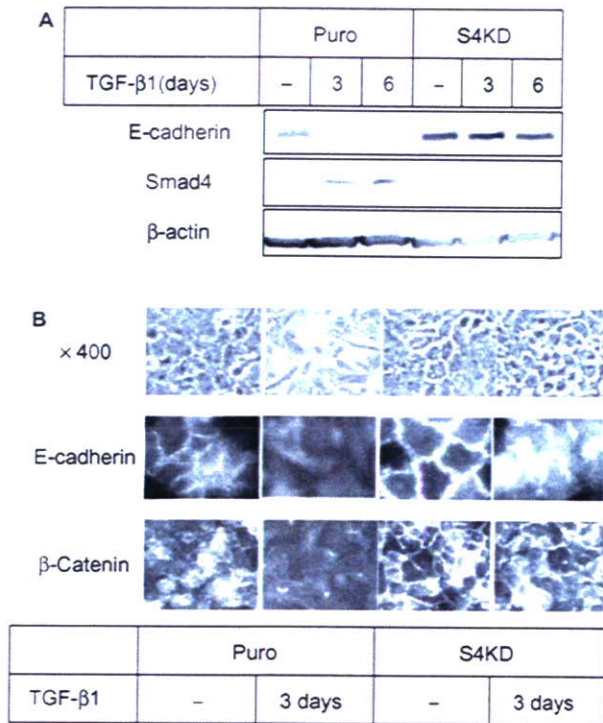 A
Puro S4KD
TGF-β1(days) – 3 6 – 3 6
E-cadherin
Smad4
β-actin
B
× 400
E-cadherin
β-Catenin
Puro S4KD
TGF-β1 – 3 days – 3 days